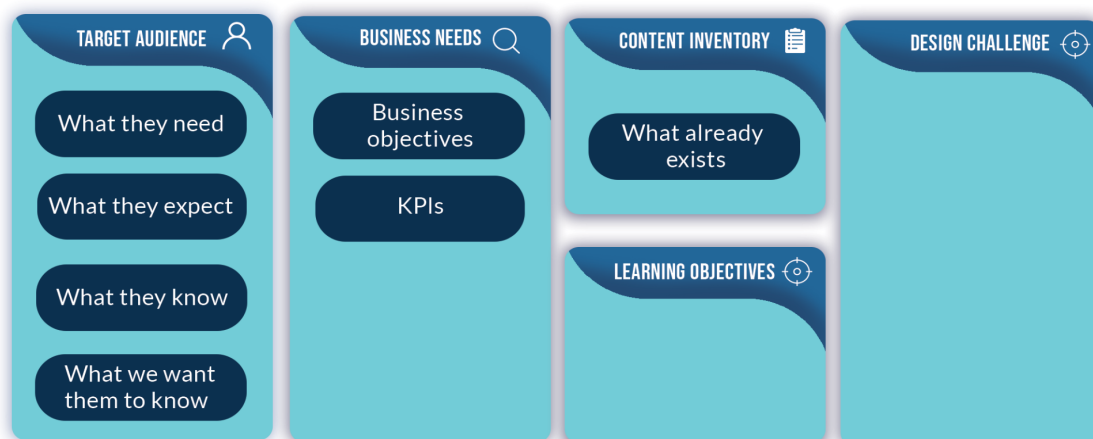 TARGET AUDIENCE
What they need
What they expect
What they know
What we want
them to know
BUSINESS NEEDS
Business
objectives
KPIs
CONTENT INVENTORY
What already
exists
LEARNING OBJECTIVES
DESIGN CHALLENGE